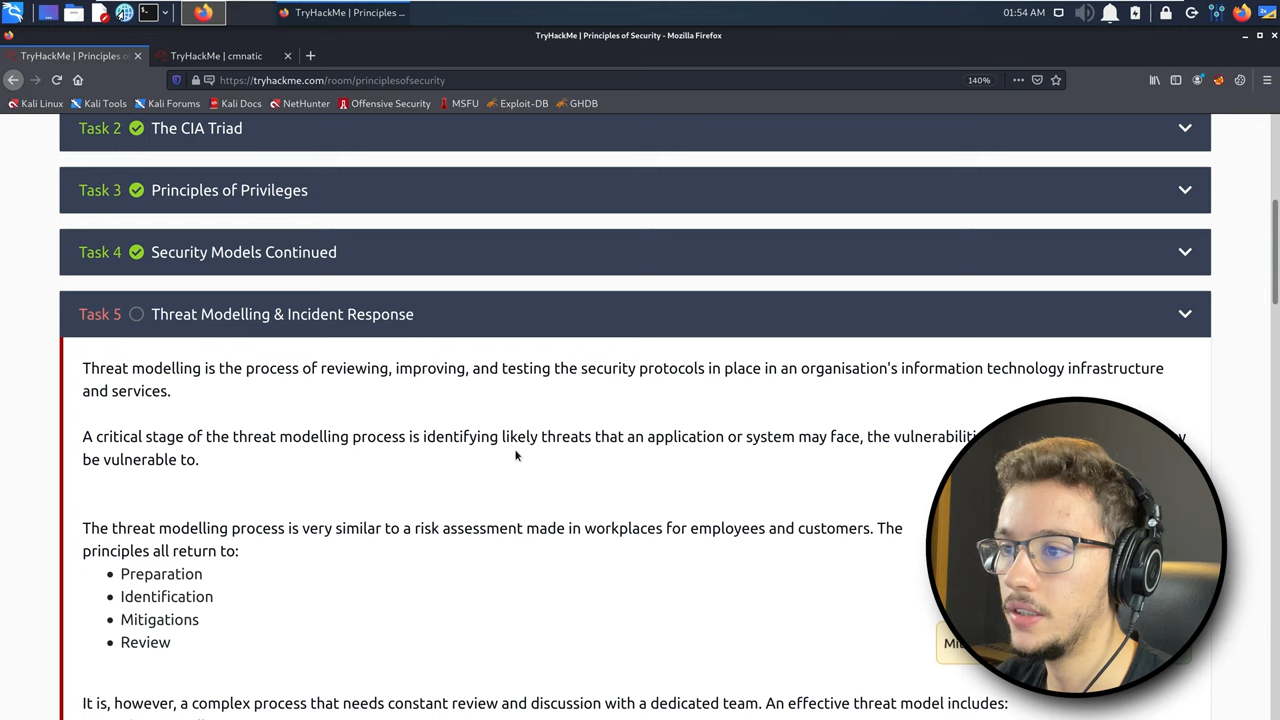 TryHackMe | Principles ...
01:54 AM
TryHackMe | Principles of Security - Mozilla Firefox
TryHackMe | Principles of
TryHackMe | cmnatic
https://tryhackme.com/room/principlesofsecurity
140%
Kali Linux
Kali Tools
Kali Forums
Kali Docs
NetHunter
Offensive Security
MSFU
Exploit-DB
GHDB
Task 2 The CIA Triad
Task 3 Principles of Privileges
Task 4 Security Models Continued
Task 5 Threat Modelling & Incident Response
Threat modelling is the process of reviewing, improving, and testing the security protocols in place in an organisation's information technology infrastructure
and services.
A critical stage of the threat modelling process is identifying likely threats that an application or system may face, the
be vulnerable to.
The threat modelling process is very similar to a risk assessment made in workplaces for employees and customers. The
principles all return to:
• Preparation
• Identification
• Mitigations
• Review
It is, however, a complex process that needs constant review and discussion with a dedicated team. An effective threat model includes: